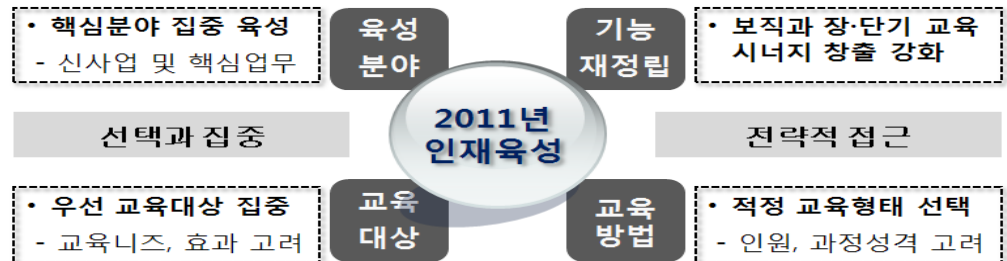 • 핵심분야 집중 육성
- 신사업 및 핵심업무
육성
분야
기능
재정립
• 보직과 장·단기 교육
시너지 창출 강화
선택과 집중
2011년
인재육성
전략적 접근
• 우선 교육대상 집중
- 교육니즈, 효과 고려
교육
대상
교육
방법
• 적정 교육형태 선택
- 인원, 과정성격 고려